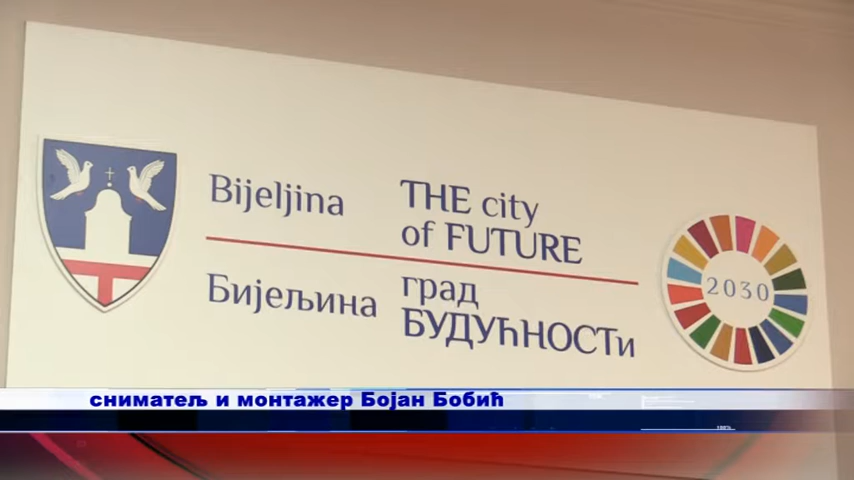 Bijeljina
THE city
of FUTURE
Бијељина
град
БУДУћНОСТи
2030
сниматељ и монтажер Бојан Бобић